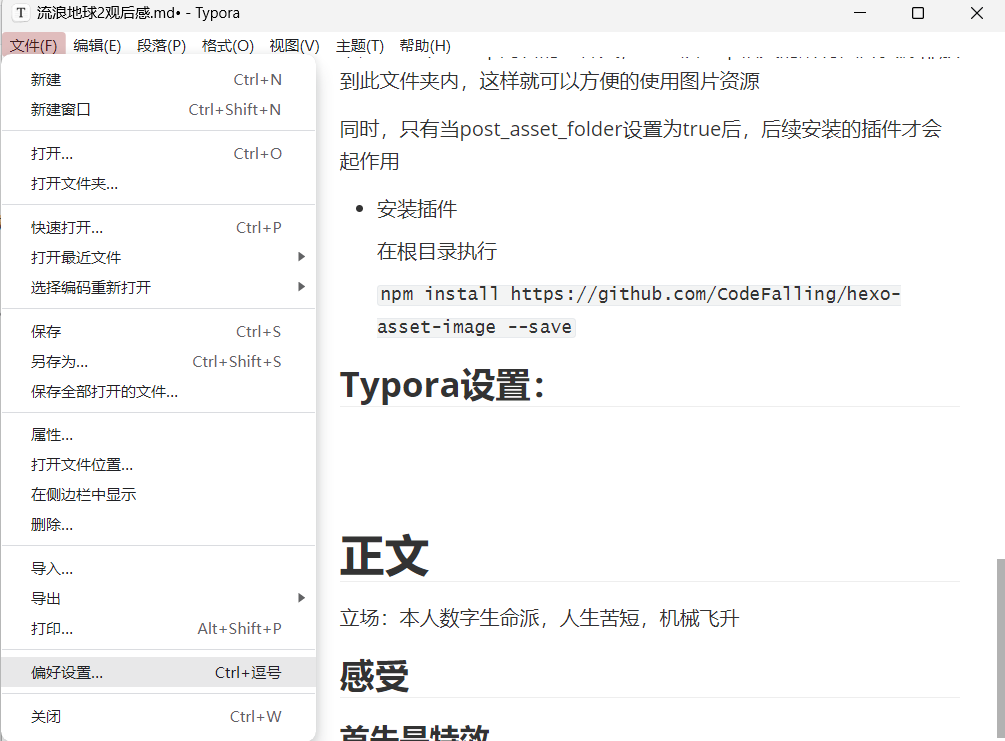 流浪地球2观后感.md• - Typora
文件(F) 编辑(E) 段落(P) 格式(O) 视图(V) 主题(T) 帮助(H)
新建 Ctrl+N
新建窗口 Ctrl+Shift+N
打开... Ctrl+O
打开文件夹...
快速打开... Ctrl+P
打开最近文件
选择编码重新打开
保存 Ctrl+S
另存为... Ctrl+Shift+S
保存全部打开的文件...
属性...
打开文件位置...
在侧边栏中显示
删除...
导入...
导出
打印... Alt+Shift+P
偏好设置... Ctrl+逗号
关闭 Ctrl+W
到此文件夹内，这样就可以方便的使用图片资源
同时，只有当post_asset_folder设置为true后，后续安装的插件才会
起作用
• 安装插件
在根目录执行
npm install https://github.com/CodeFalling/hexo-
asset-image --save
Typora设置：
正文
立场：本人数字生命派，人生苦短，机械飞升
感受
首先是特效